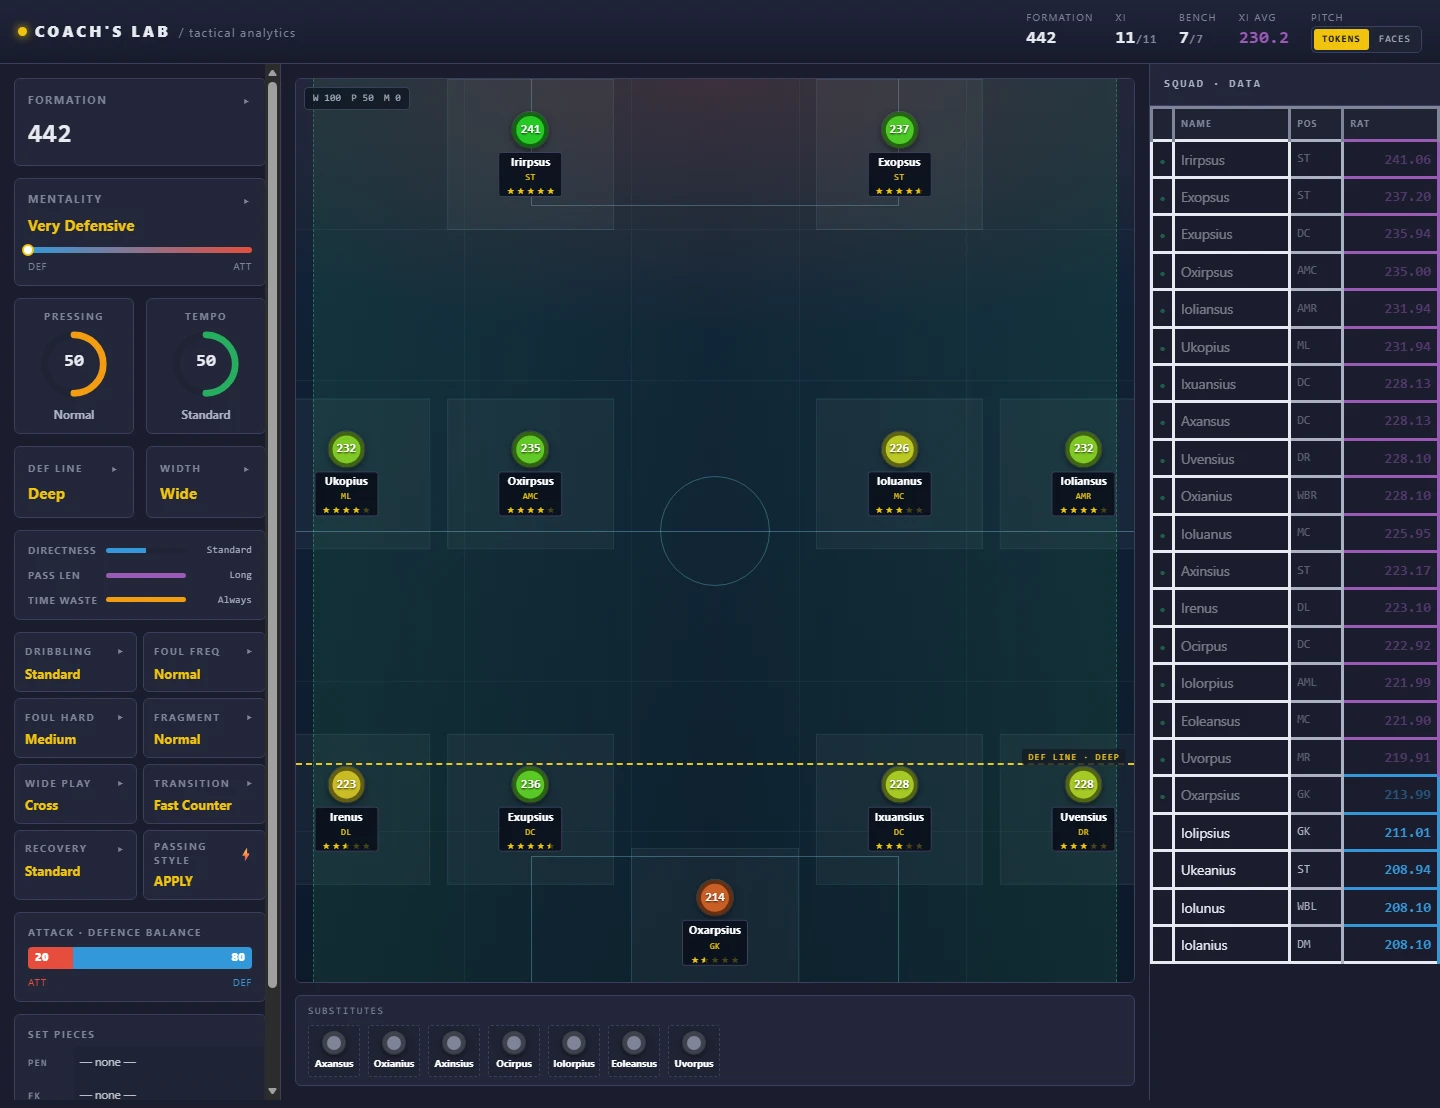 COACH'S LAB / tactical analytics
FORMATION
442
XI
11/11
BENCH
7/7
XI AVG
230.2
PITCH
TOKENS FACES
FORMATION ▸
442
MENTALITY ▸
Very Defensive
DEF ATT
PRESSING
50
Normal
TEMPO
50
Standard
DEF LINE ▸
Deep
WIDTH ▸
Wide
DIRECTNESS Standard
PASS LEN Long
TIME WASTE Always
DRIBBLING ▸
Standard
FOUL FREQ ▸
Normal
FOUL HARD ▸
Medium
FRAGMENT ▸
Normal
WIDE PLAY ▸
Cross
TRANSITION ▸
Fast Counter
RECOVERY ▸
Standard
PASSING STYLE
APPLY
ATTACK · DEFENCE BALANCE
20 80
ATT DEF
SET PIECES
PEN — none —
FK — none —
W 100 P 50 M 0
241
Irirpsus
ST
★★★★★
237
Exopsus
ST
232
Ukopius
ML
235
Oxirpsus
AMC
226
Ioluanus
MC
232
Ioliansus
AMR
DEF LINE · DEEP
223
Irenus
DL
236
Exupsius
DC
228
Ixuansius
DC
228
Uvensius
DR
214
Oxarpsius
GK
SUBSTITUTES
Axansus Oxianius Axinsius Ocirpus Iolorpius Eoleansus Uvorpus
SQUAD · DATA
NAME POS RAT
Irirpsus ST 241.06
Exopsus ST 237.20
Exupsius DC 235.94
Oxirpsus AMC 235.00
Ioliansus AMR 231.94
Ukopius ML 231.94
Ixuansius DC 228.13
Axansus DC 228.13
Uvensius DR 228.10
Oxianius WBR 228.10
Ioluanus MC 225.95
Axinsius ST 223.17
Irenus DL 223.10
Ocirpus DC 222.92
Iolorpius AML 221.99
Eoleansus MC 221.90
Uvorpus MR 219.91
Oxarpsius GK 213.99
Iolipsius GK 211.01
Ukeanius ST 208.94
Iolunus WBL 208.10
Iolanius DM 208.10